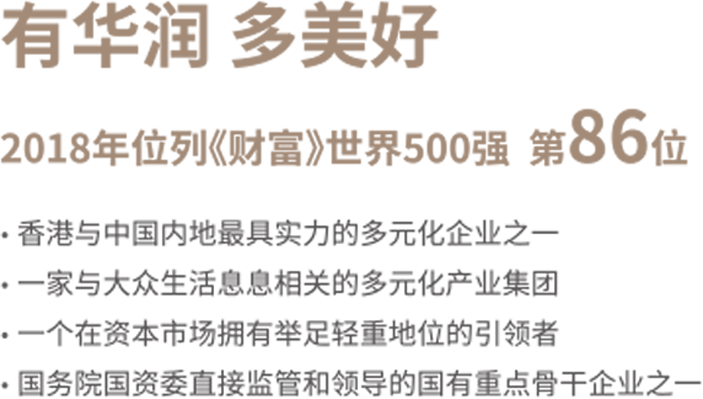 有华润 多美好
2018年位列《财富》世界500强 第86位
• 香港与中国内地最具实力的多元化企业之一
• 一家与大众生活息息相关的多元化产业集团
• 一个在资本市场拥有举足轻重地位的引领者
• 国务院国资委直接监管和领导的国有重点骨干企业之一